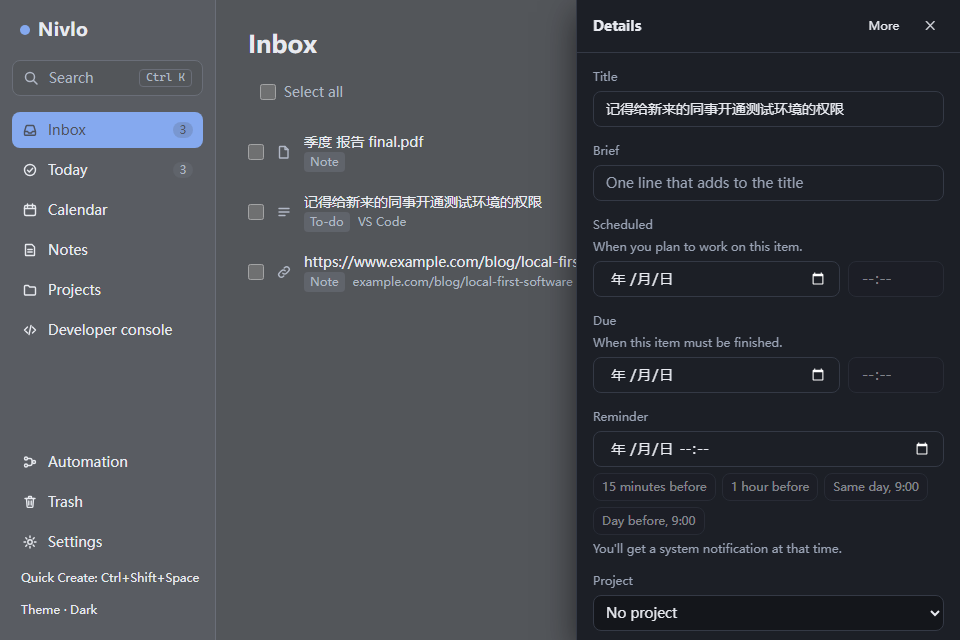 Nivlo
Search Ctrl K
Inbox 3
Today 3
Calendar
Notes
Projects
Developer console
Automation
Trash
Settings
Quick Create: Ctrl+Shift+Space
Theme · Dark
Inbox
Select all
季度 报告 final.pdf
Note
记得给新来的同事开通测试环境的权限
To-do VS Code
https://www.example.com/blog/local-firs
Note example.com/blog/local-first-software
Details More ×
Title
记得给新来的同事开通测试环境的权限
Brief
One line that adds to the title
Scheduled
When you plan to work on this item.
年 /月/日 --:--
Due
When this item must be finished.
年 /月/日 --:--
Reminder
年 /月/日 --:--
15 minutes before 1 hour before Same day, 9:00
Day before, 9:00
You'll get a system notification at that time.
Project
No project